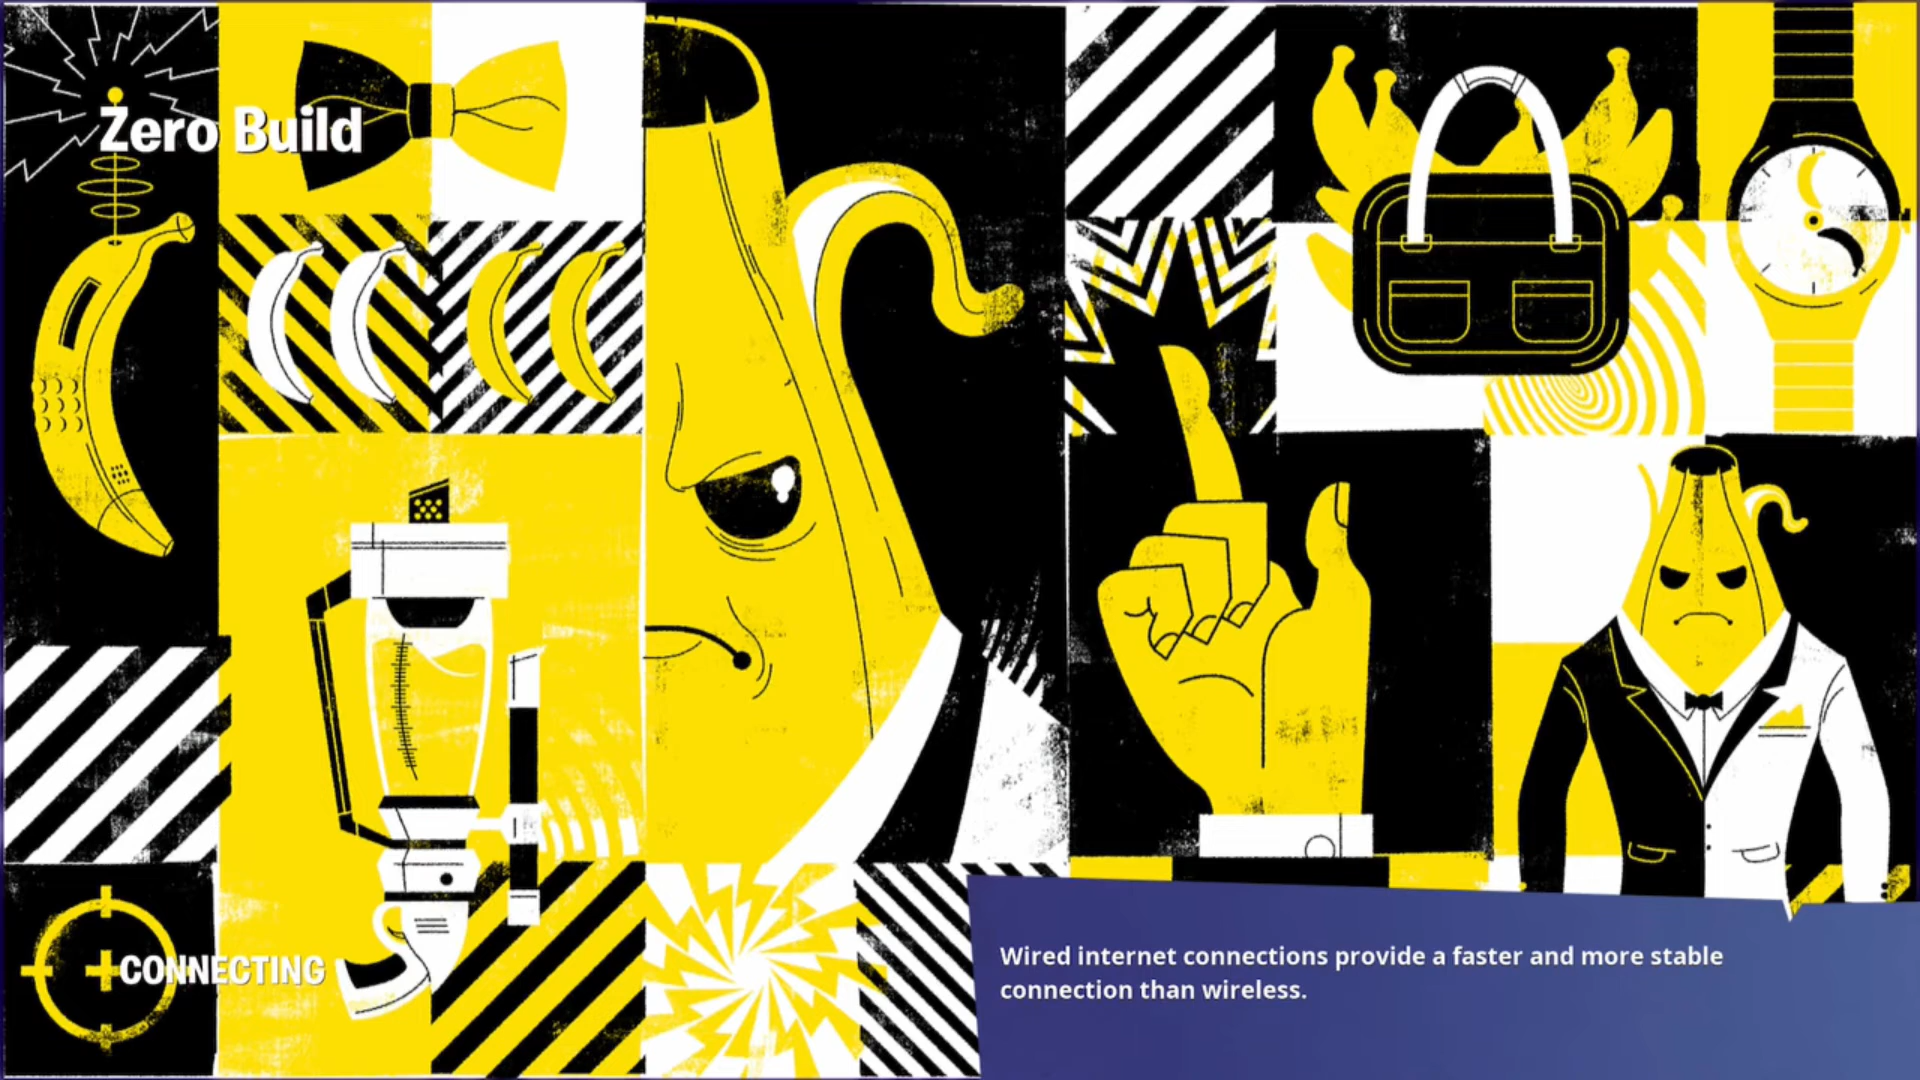 Zero Build
CONNECTING
Wired internet connections provide a faster and more stable
connection than wireless.